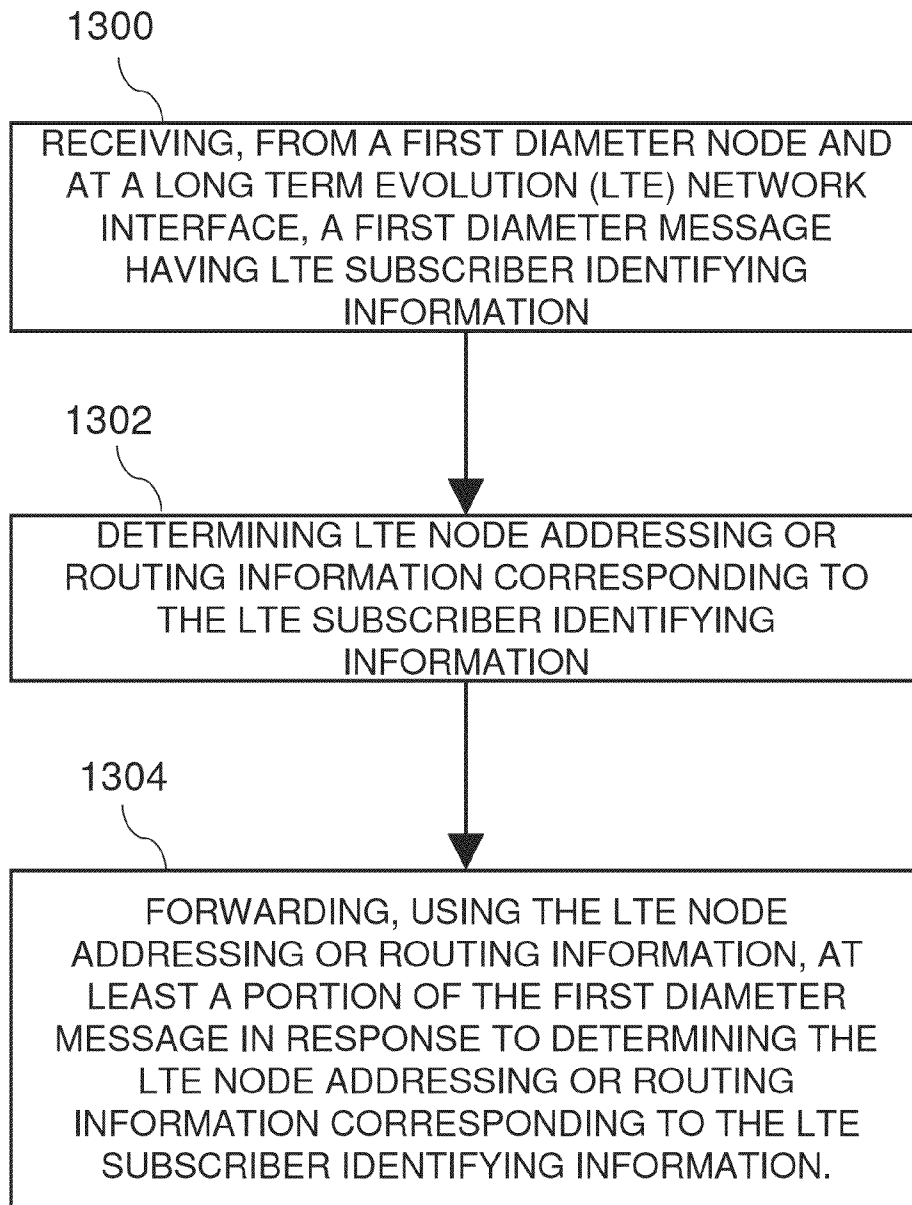 1300
RECEIVING, FROM A FIRST DIAMETER NODE AND
AT A LONG TERM EVOLUTION (LTE) NETWORK
INTERFACE, A FIRST DIAMETER MESSAGE
HAVING LTE SUBSCRIBER IDENTIFYING
INFORMATION
1302
DETERMINING LTE NODE ADDRESSING OR
ROUTING INFORMATION CORRESPONDING TO
THE LTE SUBSCRIBER IDENTIFYING
INFORMATION
1304
FORWARDING, USING THE LTE NODE
ADDRESSING OR ROUTING INFORMATION, AT
LEAST A PORTION OF THE FIRST DIAMETER
MESSAGE IN RESPONSE TO DETERMINING THE
LTE NODE ADDRESSING OR ROUTING
INFORMATION CORRESPONDING TO THE LTE
SUBSCRIBER IDENTIFYING INFORMATION.